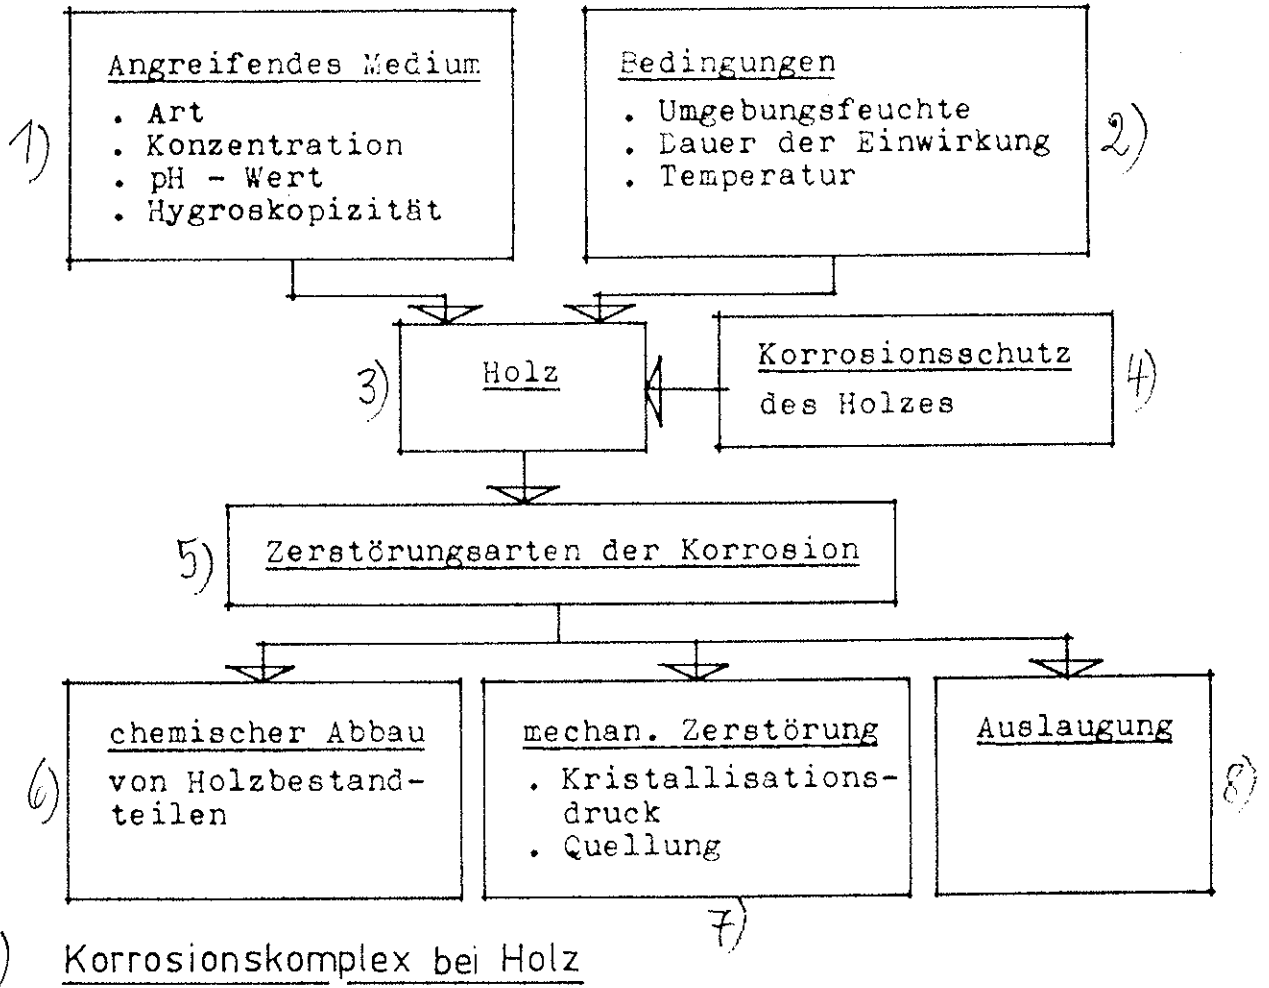 1)
Angreifendes Medium
. Art
. Konzentration
. pH - Wert
. Hygroskopizität
Bedingungen
. Umgebungsfeuchte
. Dauer der Einwirkung
. Temperatur
2)
3)
Holz
Korrosionsschutz
des Holzes
4)
5)
Zerstörungsarten der Korrosion
6)
chemischer Abbau
von Holzbestand-
teilen
mechan. Zerstörung
. Kristallisations-
druck
. Quellung
7)
Auslaugung
8)
)
Korrosionskomplex bei Holz